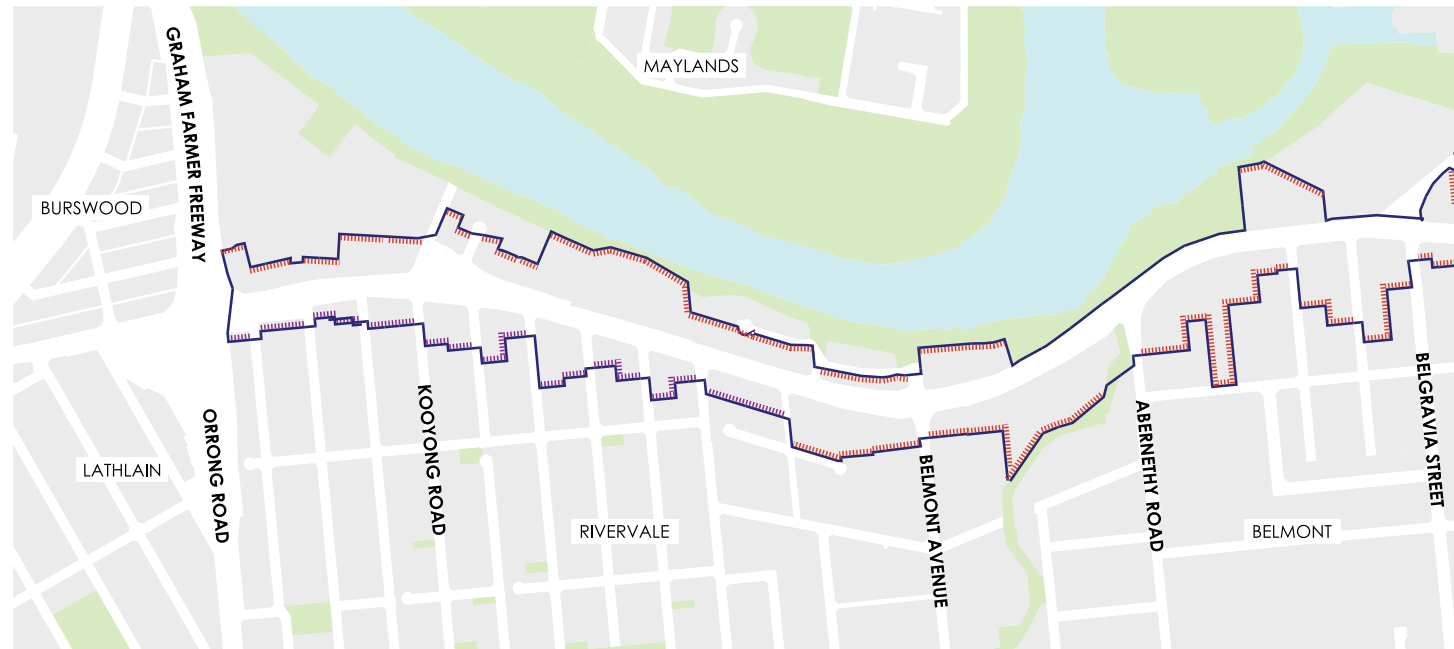 MAYLANDS
GRAHAM FARMER FREEWAY
BURSWOOD
KOOYONG ROAD
BELGRAVIA STREET
ORRONG ROAD
ABERNETHY ROAD
LATHLAIN
BELMONT AVENUE
RIVERVALE
BELMONT